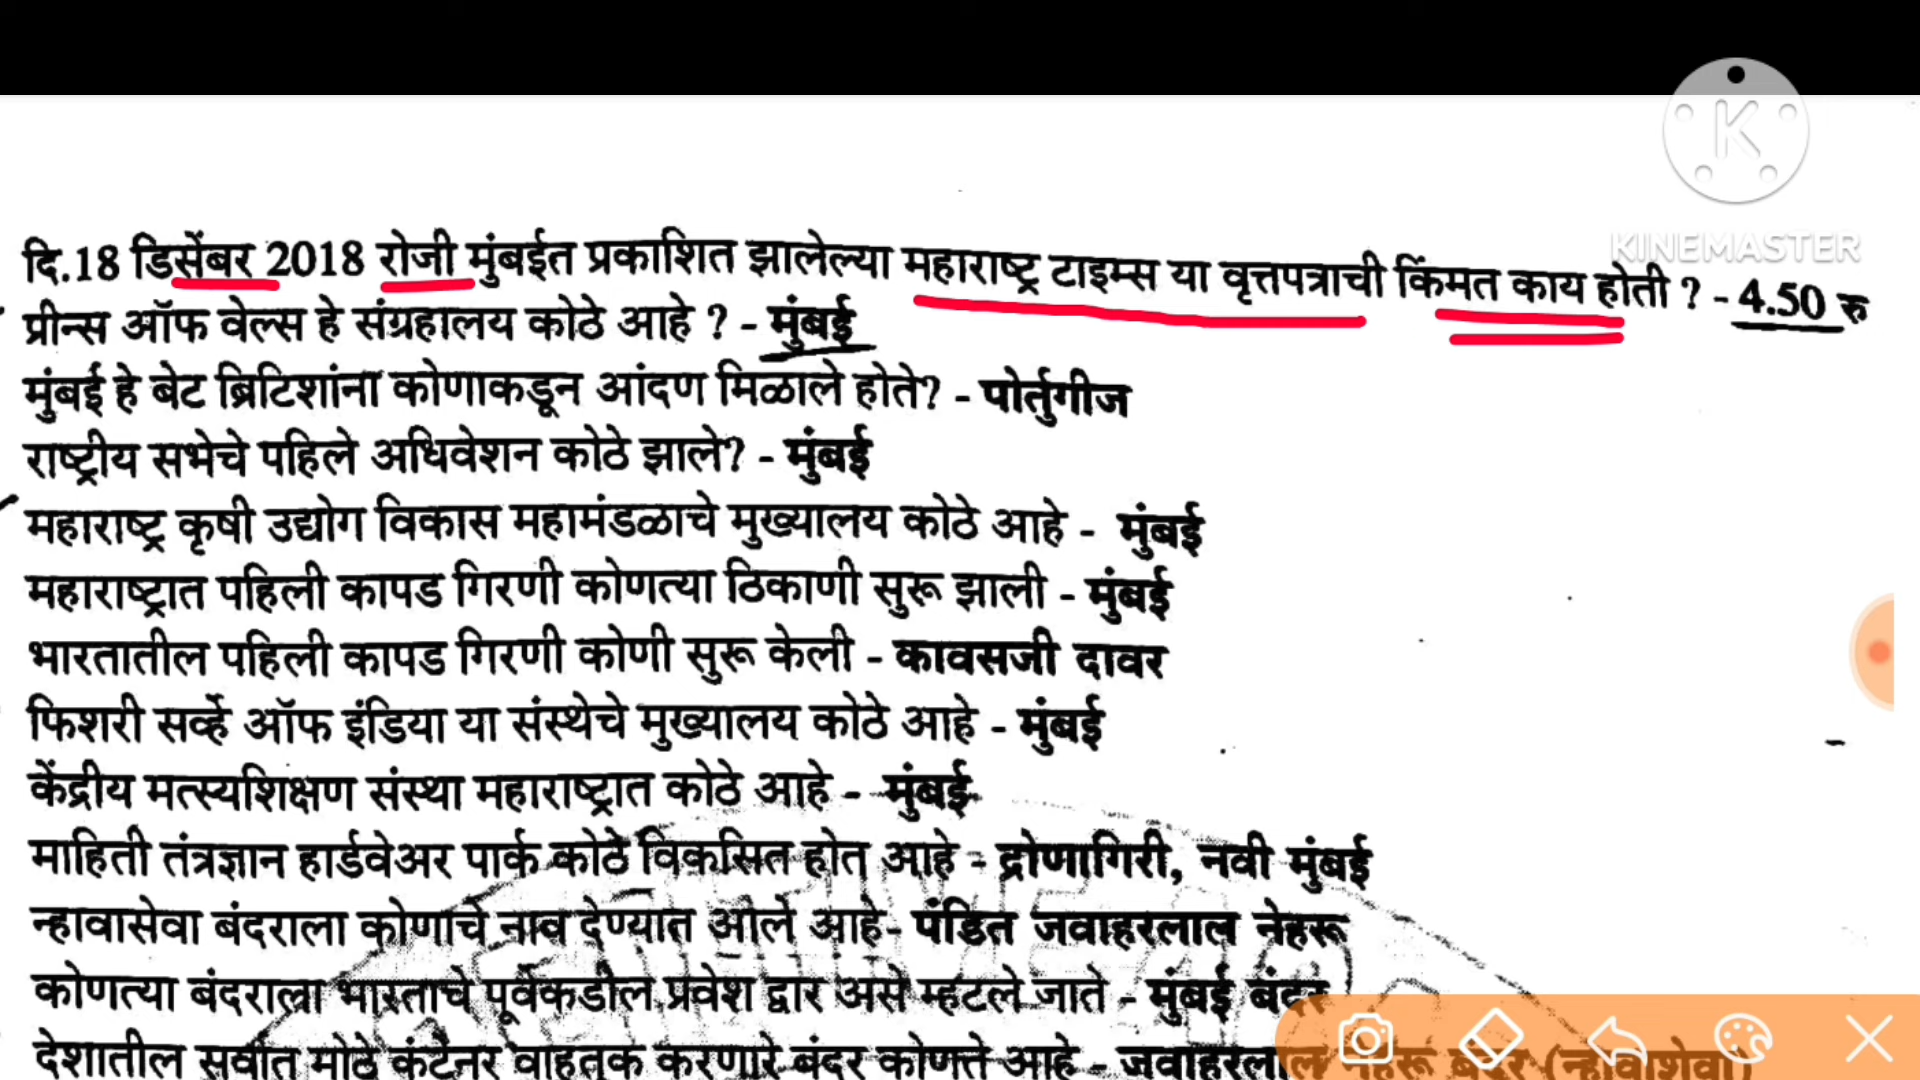 KINEMASTER
दि.18 डिसेंबर 2018 रोजी मुंबईत प्रकाशित झालेल्या महाराष्ट्र टाइम्स या वृत्तपत्राची किंमत काय होती ? - 4.50 रु
प्रीन्स ऑफ वेल्स हे संग्रहालय कोठे आहे ? - मुंबई
मुंबई हे बेट ब्रिटिशांना कोणाकडून आंदण मिळाले होते? - पोर्तुगीज
राष्ट्रीय सभेचे पहिले अधिवेशन कोठे झाले? - मुंबई
महाराष्ट्र कृषी उद्योग विकास महामंडळाचे मुख्यालय कोठे आहे - मुंबई
महाराष्ट्रात पहिली कापड गिरणी कोणत्या ठिकाणी सुरू झाली - मुंबई
भारतातील पहिली कापड गिरणी कोणी सुरू केली - कावसजी दावर
फिशरी सर्व्हे ऑफ इंडिया या संस्थेचे मुख्यालय कोठे आहे - मुंबई
केंद्रीय मत्स्यशिक्षण संस्था महाराष्ट्रात कोठे आहे - मुंबई
माहिती तंत्रज्ञान हार्डवेअर पार्क कोठे विकसित होत आहे - द्रोणागिरी, नवी मुंबई
न्हावासेवा बंदराला कोणाचे नाव देण्यात आले आहे- पंडित जवाहरलाल नेहरू
कोणत्या बंदराला भारताचे पूर्वेकडील प्रवेश द्वार असे म्हटले जाते - मुंबई बंदर
देशातील सर्वात मोठे कंटेनर वाहतुक करणारे बंदर कोणते आहे - जवाहरलाल नेहरू बंदर (न्हावाशेवा)